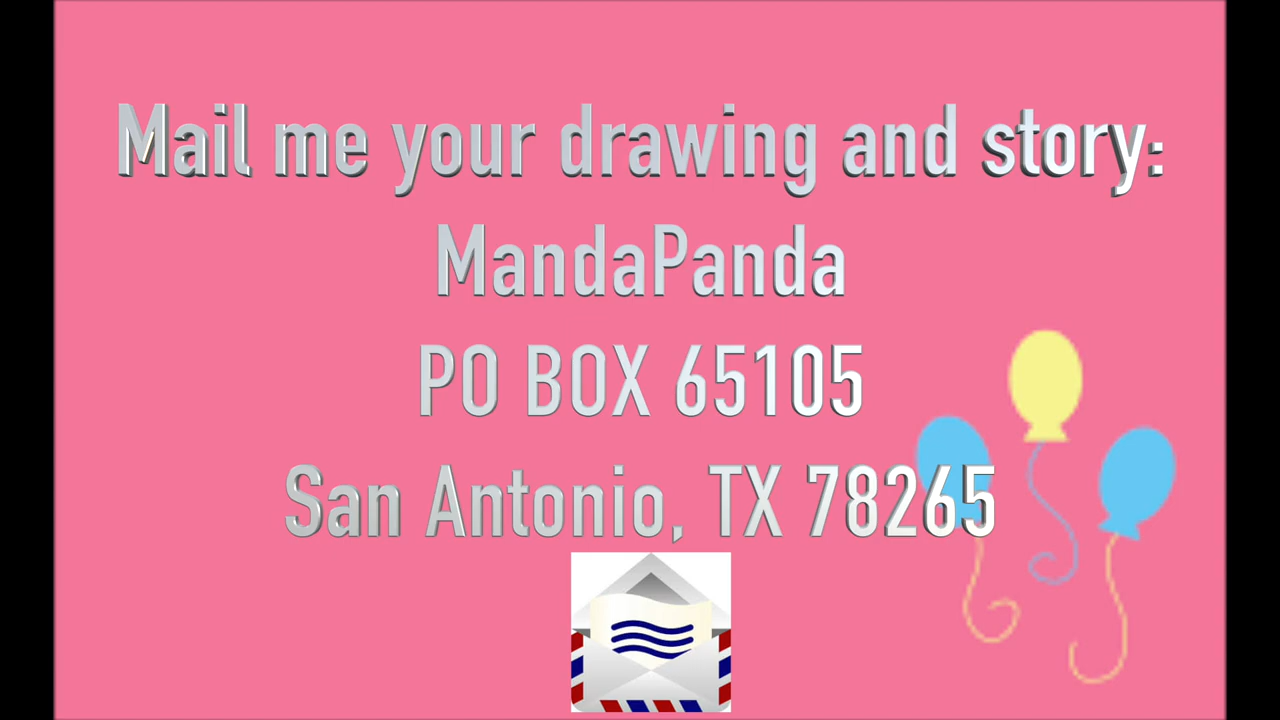 Mail me your drawing and story:
MandaPanda
PO BOX 65105
San Antonio, TX 78265